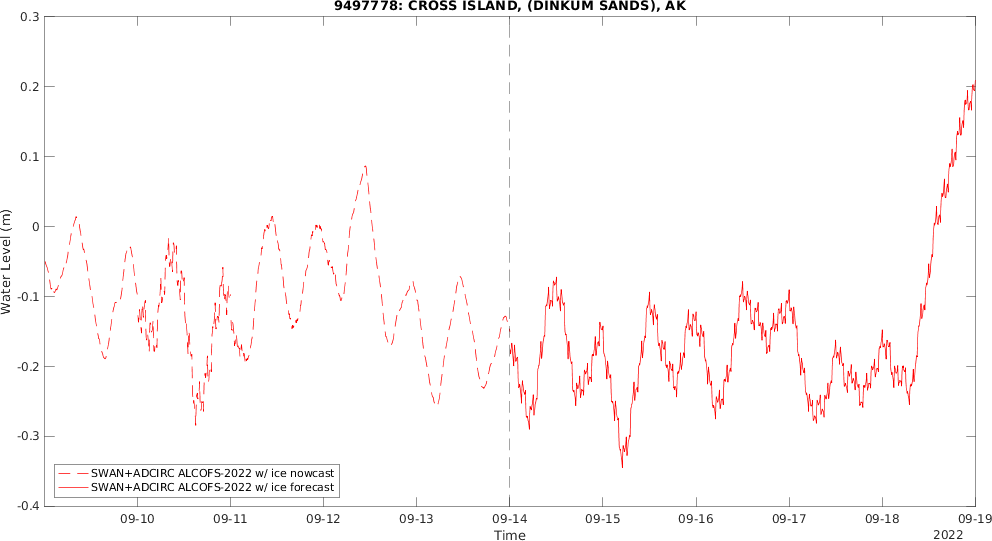 9497778: CROSS ISLAND, (DINKUM SANDS), AK
0.3
0.2
0.1
0
-0.1
-0.2
-0.3
-0.4
Water Level (m)
SWAN+ADCIRC ALCOFS-2022 w/ ice nowcast
SWAN+ADCIRC ALCOFS-2022 w/ ice forecast
09-10 09-11 09-12 09-13 09-14 09-15 09-16 09-17 09-18 09-19
Time
2022